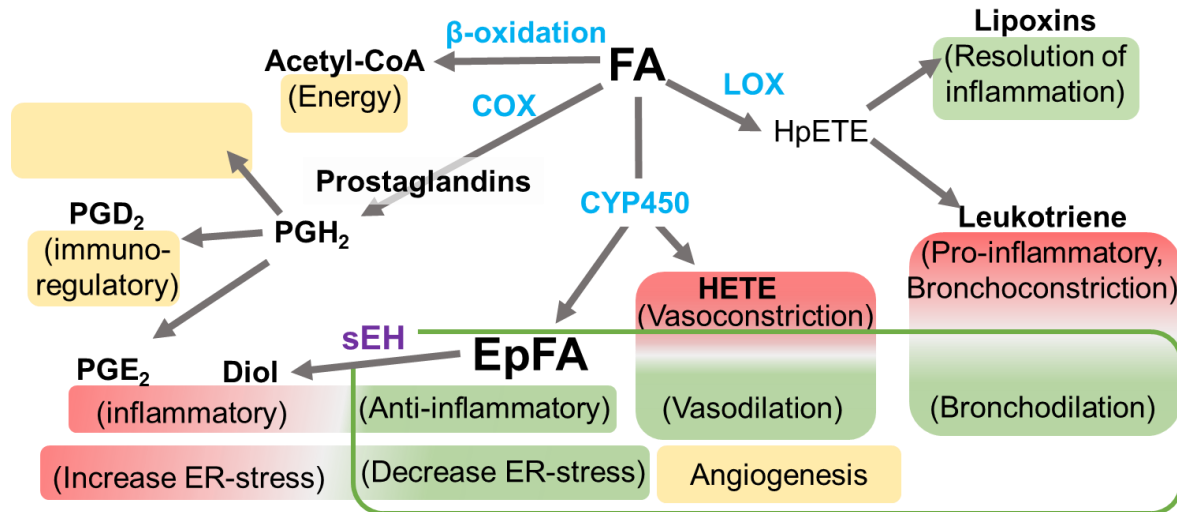 β-oxidation
Acetyl-CoA
(Energy)
FA
COX
LOX
Lipoxins
(Resolution of
inflammation)
HpETE
Prostaglandins
CYP450
PGD₂
(immuno-
regulatory)
PGH₂
Leukotriene
(Pro-inflammatory,
Bronchoconstriction)
HETE
(Vasoconstriction)
sEH
EpFA
PGE₂
Diol
(inflammatory)
(Anti-inflammatory)
(Vasodilation)
(Bronchodilation)
(Increase ER-stress)
(Decrease ER-stress)
Angiogenesis